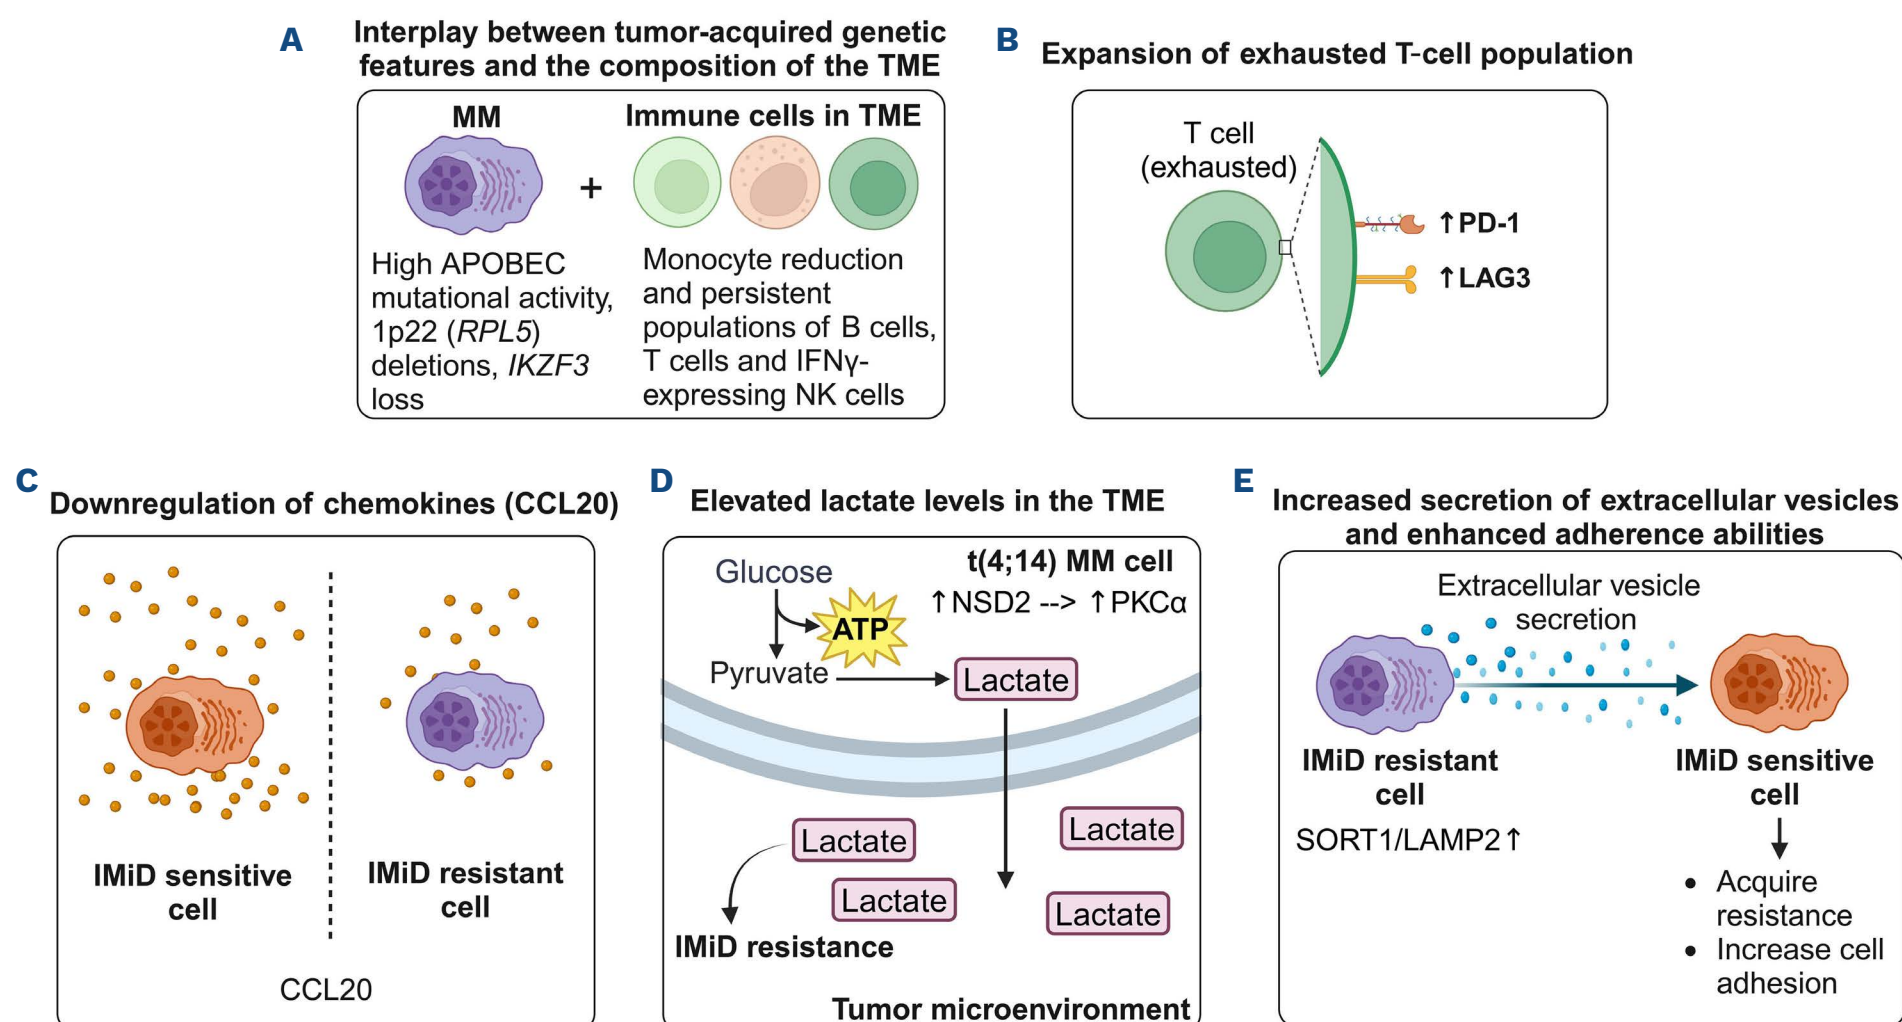 A
Interplay between tumor-acquired genetic
features and the composition of the TME
MM
Immune cells in TME
+
High APOBEC
mutational activity,
1p22 (RPL5)
deletions, IKZF3
loss
Monocyte reduction
and persistent
populations of B cells,
T cells and IFNγ-
expressing NK cells
B
Expansion of exhausted T-cell population
T cell
(exhausted)
↑PD-1
↑LAG3
C
Downregulation of chemokines (CCL20)
IMiD sensitive
cell
IMiD resistant
cell
CCL20
D
Elevated lactate levels in the TME
Glucose
t(4;14) MM cell
↑NSD2 --> ↑PKCα
ATP
Pyruvate
Lactate
Lactate
Lactate
Lactate
Lactate
IMiD resistance
Tumor microenvironment
E
Increased secretion of extracellular vesicles
and enhanced adherence abilities
Extracellular vesicle
secretion
IMiD resistant
cell
SORT1/LAMP2↑
IMiD sensitive
cell
• Acquire
resistance
• Increase cell
adhesion